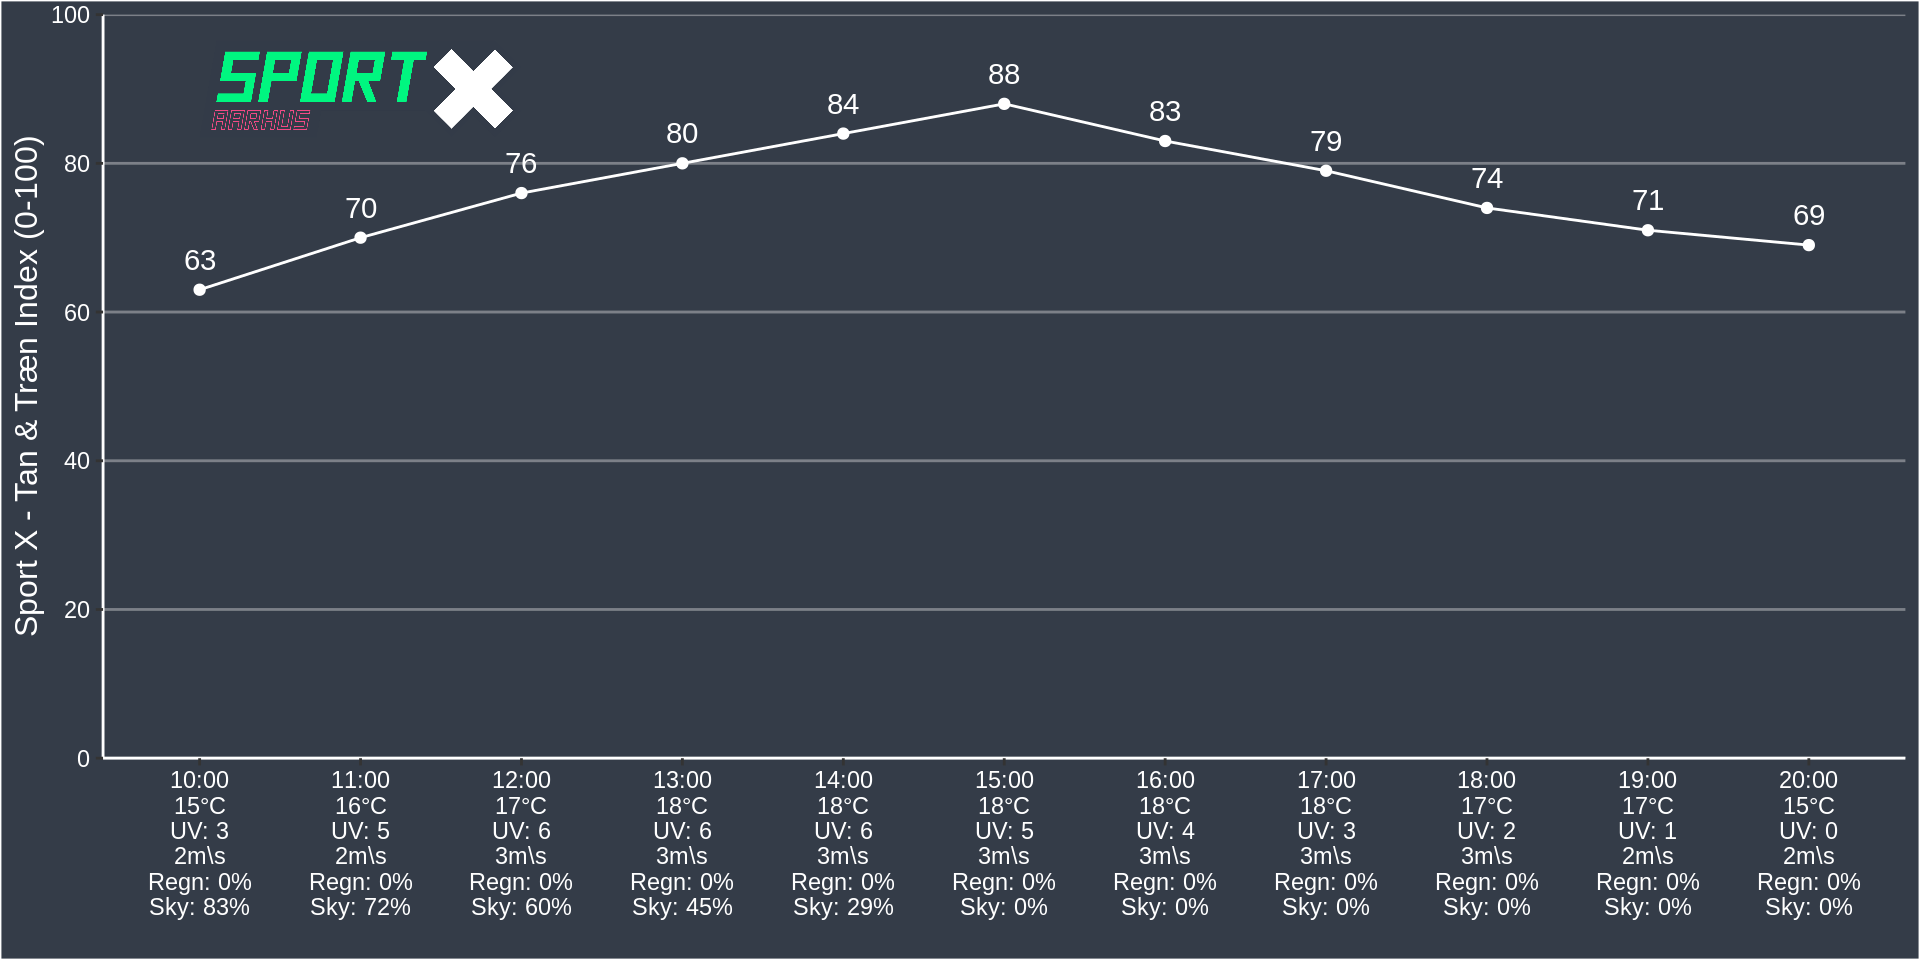 100
SPORT X
AARHUS
88
84
83
80
79
80
76
74
71
70
69
63
60
40
20
0
Sport X - Tan & Træn Index (0-100)
10:00 11:00 12:00 13:00 14:00 15:00 16:00 17:00 18:00 19:00 20:00
15°C 16°C 17°C 18°C 18°C 18°C 18°C 18°C 17°C 17°C 15°C
UV: 3 UV: 5 UV: 6 UV: 6 UV: 6 UV: 5 UV: 4 UV: 3 UV: 2 UV: 1 UV: 0
2m\s 2m\s 3m\s 3m\s 3m\s 3m\s 3m\s 3m\s 3m\s 2m\s 2m\s
Regn: 0% Regn: 0% Regn: 0% Regn: 0% Regn: 0% Regn: 0% Regn: 0% Regn: 0% Regn: 0% Regn: 0% Regn: 0%
Sky: 83% Sky: 72% Sky: 60% Sky: 45% Sky: 29% Sky: 0% Sky: 0% Sky: 0% Sky: 0% Sky: 0% Sky: 0%